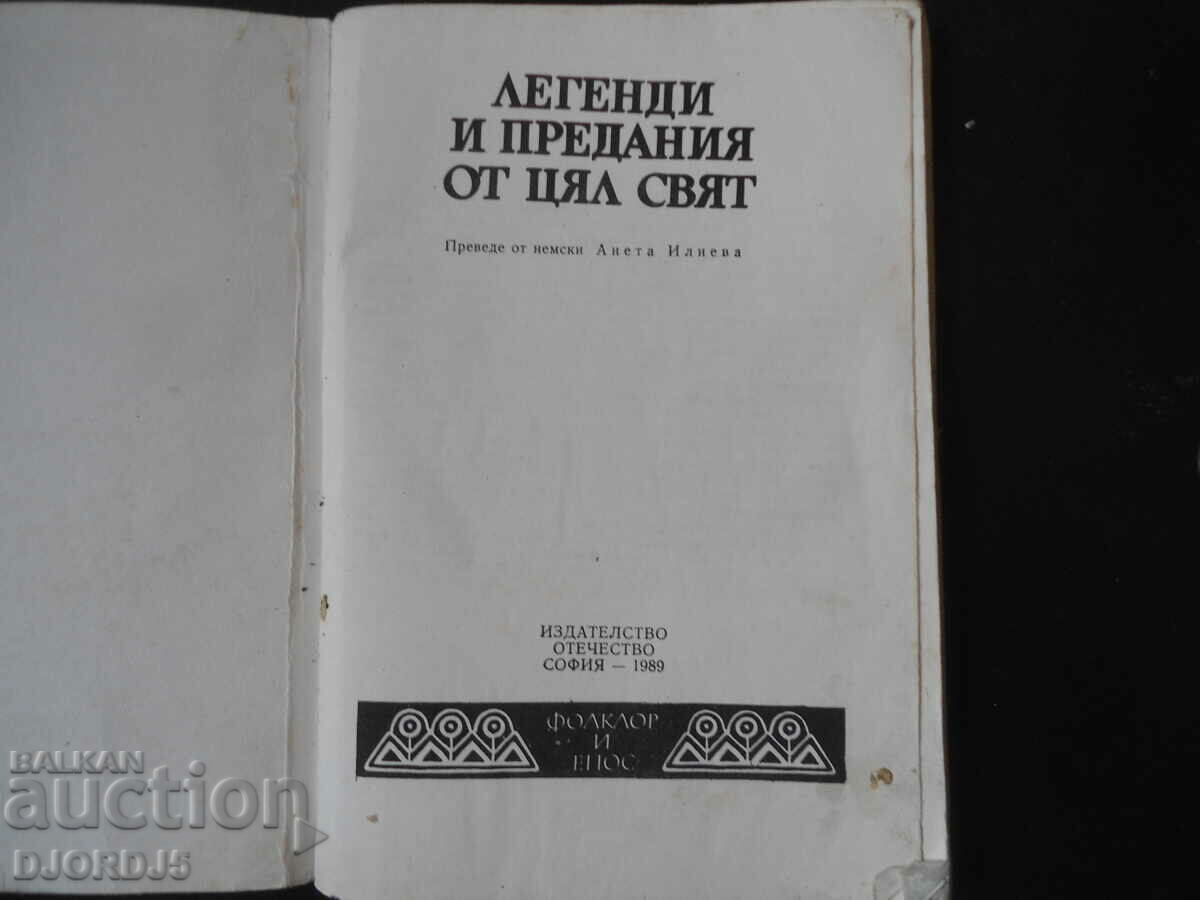 ЛЕГЕНДИ
И ПРЕДАНИЯ
ОТ ЦЯЛ СВЯТ
Преведе от немски Анета Илиева
ИЗДАТЕЛСТВО
ОТЕЧЕСТВО
СОФИЯ — 1989
ФОЛКЛОР
И
ЕПОС
BALKAN
auction
DJORDJ5